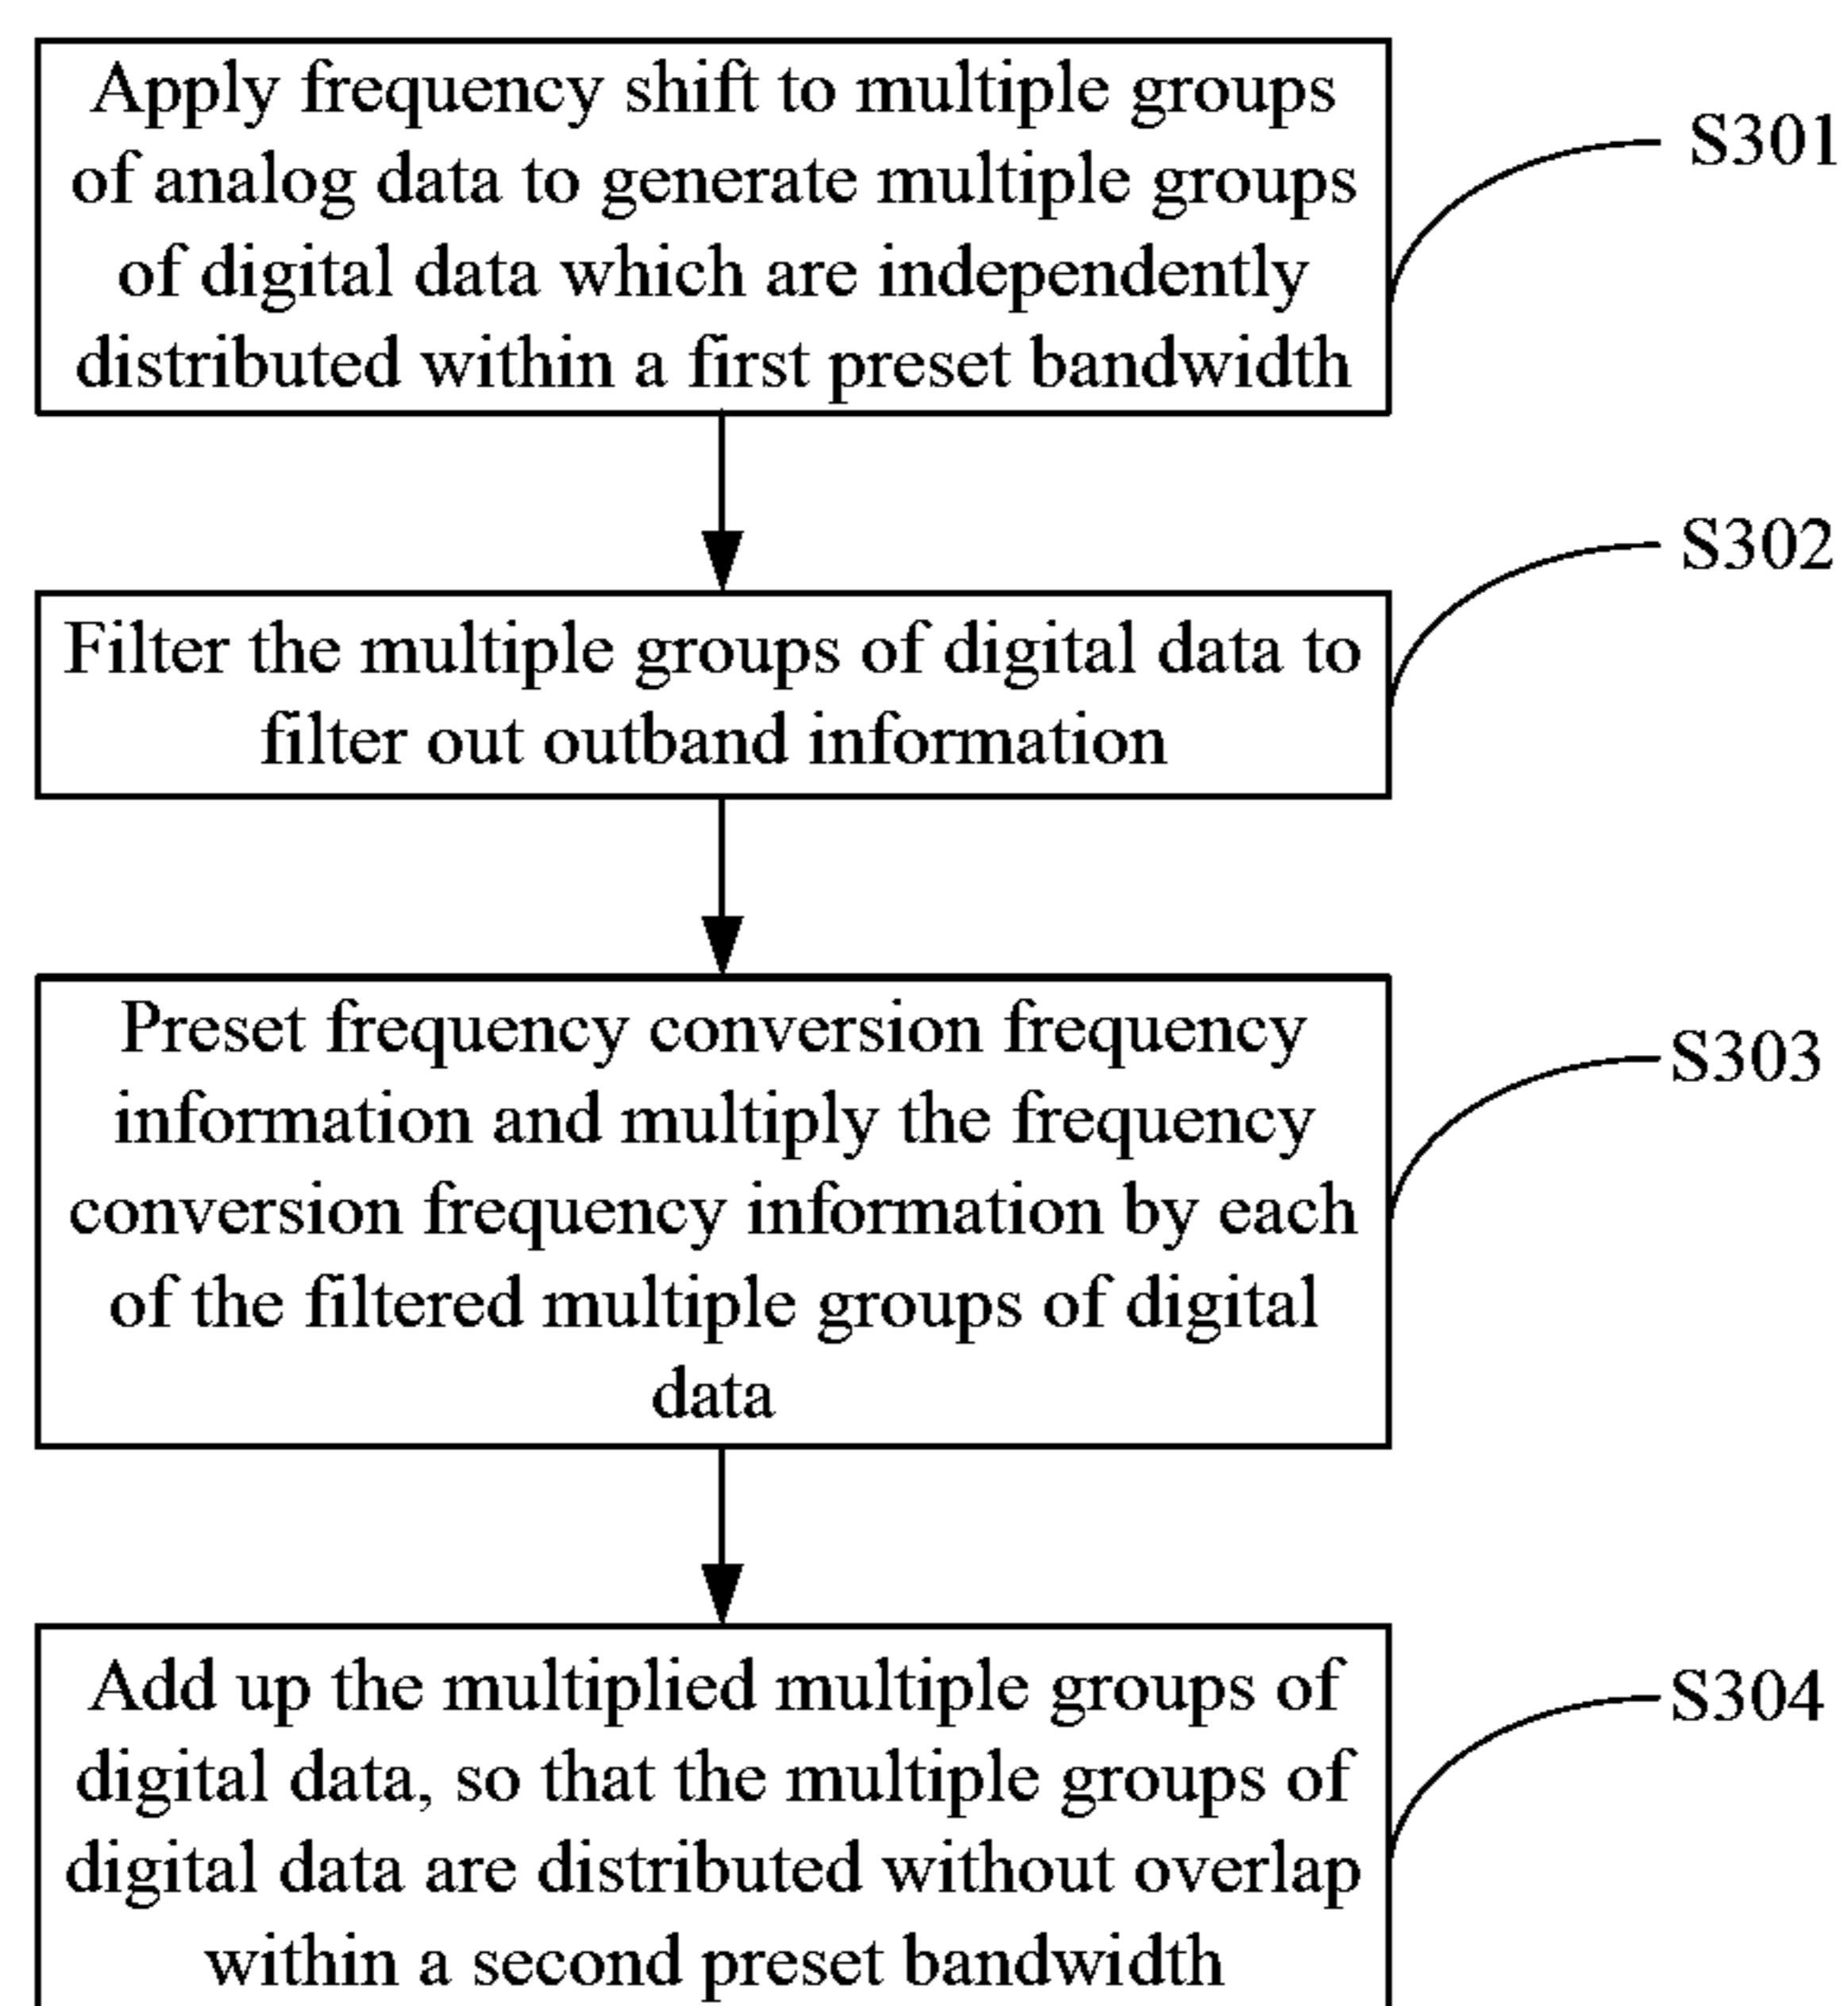 Apply frequency shift to multiple groups
of analog data to generate multiple groups
of digital data which are independently
distributed within a first preset bandwidth
S301
Filter the multiple groups of digital data to
filter out outband information
S302
Preset frequency conversion frequency
information and multiply the frequency
conversion frequency information by each
of the filtered multiple groups of digital
data
S303
Add up the multiplied multiple groups of
digital data, so that the multiple groups of
digital data are distributed without overlap
within a second preset bandwidth
S304